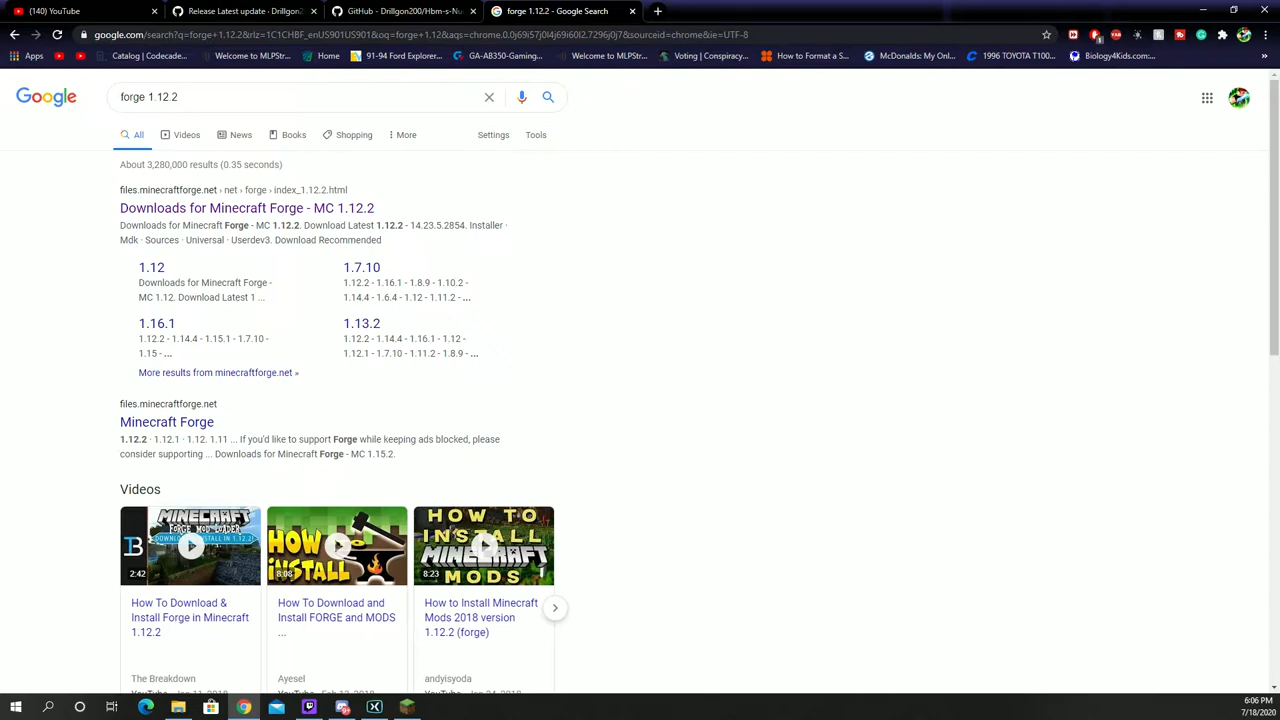 (140) YouTube
Release Latest update · Drillgon2
GitHub - Drillgon200/Hbm-s-Nu
forge 1.12.2 - Google Search
google.com/search?q=forge+1.12.2&rlz=1C1CHBF_enUS901US901&oq=forge+1.12&aqs=chrome.0.0j69i57j0l4j69i60l2.7296j0j7&sourceid=chrome&ie=UTF-8
Apps
Catalog | Codecade...
Welcome to MLPStr...
Home
91-94 Ford Explorer...
GA-AB350-Gaming-...
Welcome to MLPStr...
Voting | Conspiracy...
How to Format a S...
McDonalds: My Onl...
1996 TOYOTA T100...
Biology4Kids.com:...
»
Google
forge 1.12.2
All
Videos
News
Books
Shopping
More
Settings
Tools
About 3,280,000 results (0.35 seconds)
files.minecraftforge.net › net › forge › index_1.12.2.html
Downloads for Minecraft Forge - MC 1.12.2
Downloads for Minecraft Forge - MC 1.12.2. Download Latest 1.12.2 - 14.23.5.2854. Installer ·
Mdk · Sources · Universal · Userdev3. Download Recommended
1.12
Downloads for Minecraft Forge -
MC 1.12. Download Latest 1 ...
1.7.10
1.12.2 - 1.16.1 - 1.8.9 - 1.10.2 -
1.14.4 - 1.6.4 - 1.12 - 1.11.2 - ...
1.16.1
1.12.2 - 1.14.4 - 1.15.1 - 1.7.10 -
1.15 - ...
1.13.2
1.12.2 - 1.14.4 - 1.16.1 - 1.12 -
1.12.1 - 1.7.10 - 1.11.2 - 1.8.9 - ...
More results from minecraftforge.net »
files.minecraftforge.net
Minecraft Forge
1.12.2 · 1.12.1 · 1.12. 1.11 ... If you'd like to support Forge while keeping ads blocked, please
consider supporting ... Downloads for Minecraft Forge - MC 1.15.2.
Videos
MINECRAFT
FORGE MOD LOADER
DOWNLOAD & INSTALL IN 1.12.2!
2:42
HOW
INSTALL
8:08
HOW TO
INSTALL
MINECRAFT
MODS
8:23
How To Download &
Install Forge in Minecraft
1.12.2
The Breakdown
How To Download and
Install FORGE and MODS
...
Ayesel
How to Install Minecraft
Mods 2018 version
1.12.2 (forge)
andyisyoda
6:06 PM
7/18/2020